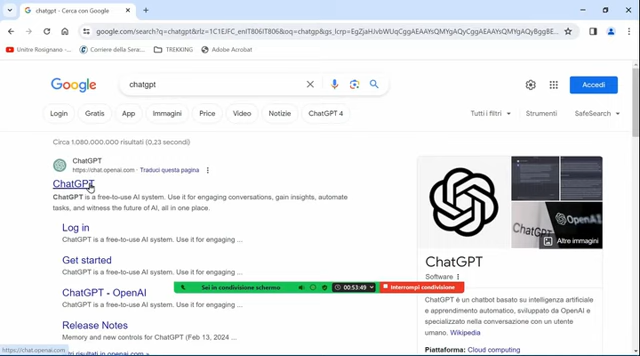 chatgpt - Cerca con Google
google.com/search?q=chatgpt&rlz=1C1EJFC_enIT806IT806&oq=chatgp&gs_lcrp=
Unitre Rosignano -...
Corriere della Sera...
TREKKING
Adobe Acrobat
Google
chatgpt
Accedi
Login
Gratis
App
Immagini
Prezzo
Video
Notizie
ChatGPT 4
Tutti i filtri
Strumenti
SafeSearch
Circa 1.080.000.000 risultati (0,23 secondi)
ChatGPT
https://chat.openai.com · Traduci questa pagina
ChatGPT
ChatGPT is a free-to-use AI system. Use it for engaging conversations, gain insights, automate
tasks, and witness the future of AI, all in one place.
Log in
ChatGPT is a free-to-use AI system. Use it for engaging ...
Get started
ChatGPT is a free-to-use AI system. Use it for engaging ...
ChatGPT - OpenAI
ChatGPT is a free-to-use AI system. Use it for engaging ...
Release Notes
Memory and new controls for ChatGPT (Feb 13, 2024 ...
Altri risultati in openai.com »
OpenAI
ChatGPT
Altre immagini
ChatGPT
Software
ChatGPT è un chatbot basato su intelligenza artificiale
e apprendimento automatico, sviluppato da OpenAI e
specializzato nella conversazione con un utente
umano. Wikipedia
Piattaforma: Cloud computing
Sei in condivisione schermo
00:53:49
Interrompi condivisione
https://chat.openai.com